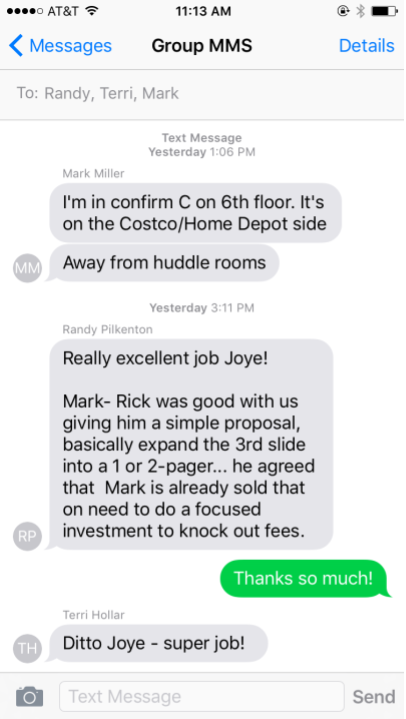 AT&T 11:13 AM
Messages Group MMS Details
To: Randy, Terri, Mark
Text Message
Yesterday 1:06 PM
Mark Miller
I'm in confirm C on 6th floor. It's
on the Costco/Home Depot side
MM Away from huddle rooms
Yesterday 3:11 PM
Randy Pilkenton
Really excellent job Joye!
Mark- Rick was good with us
giving him a simple proposal,
basically expand the 3rd slide
into a 1 or 2-pager... he agreed
that  Mark is already sold that
on need to do a focused
RP investment to knock out fees.
Thanks so much!
Terri Hollar
TH Ditto Joye - super job!
Text Message Send